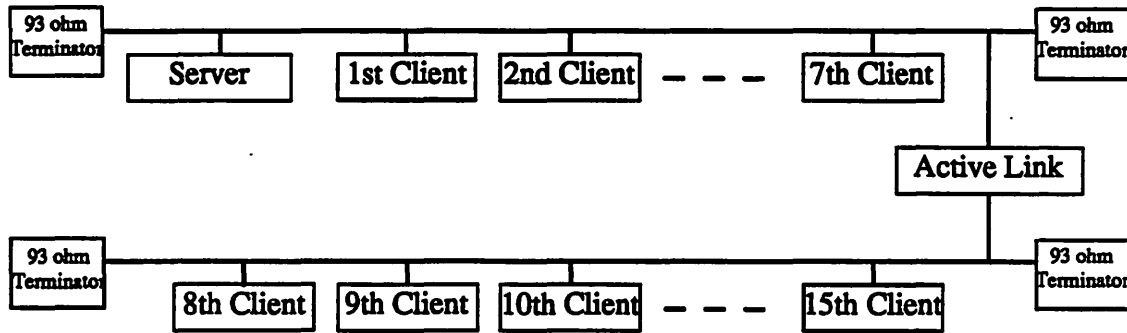 93 ohm
Terminator
93 ohm
Terminator
Server
1st Client
2nd Client
7th Client
Active Link
93 ohm
Terminator
93 ohm
Terminator
8th Client
9th Client
10th Client
15th Client